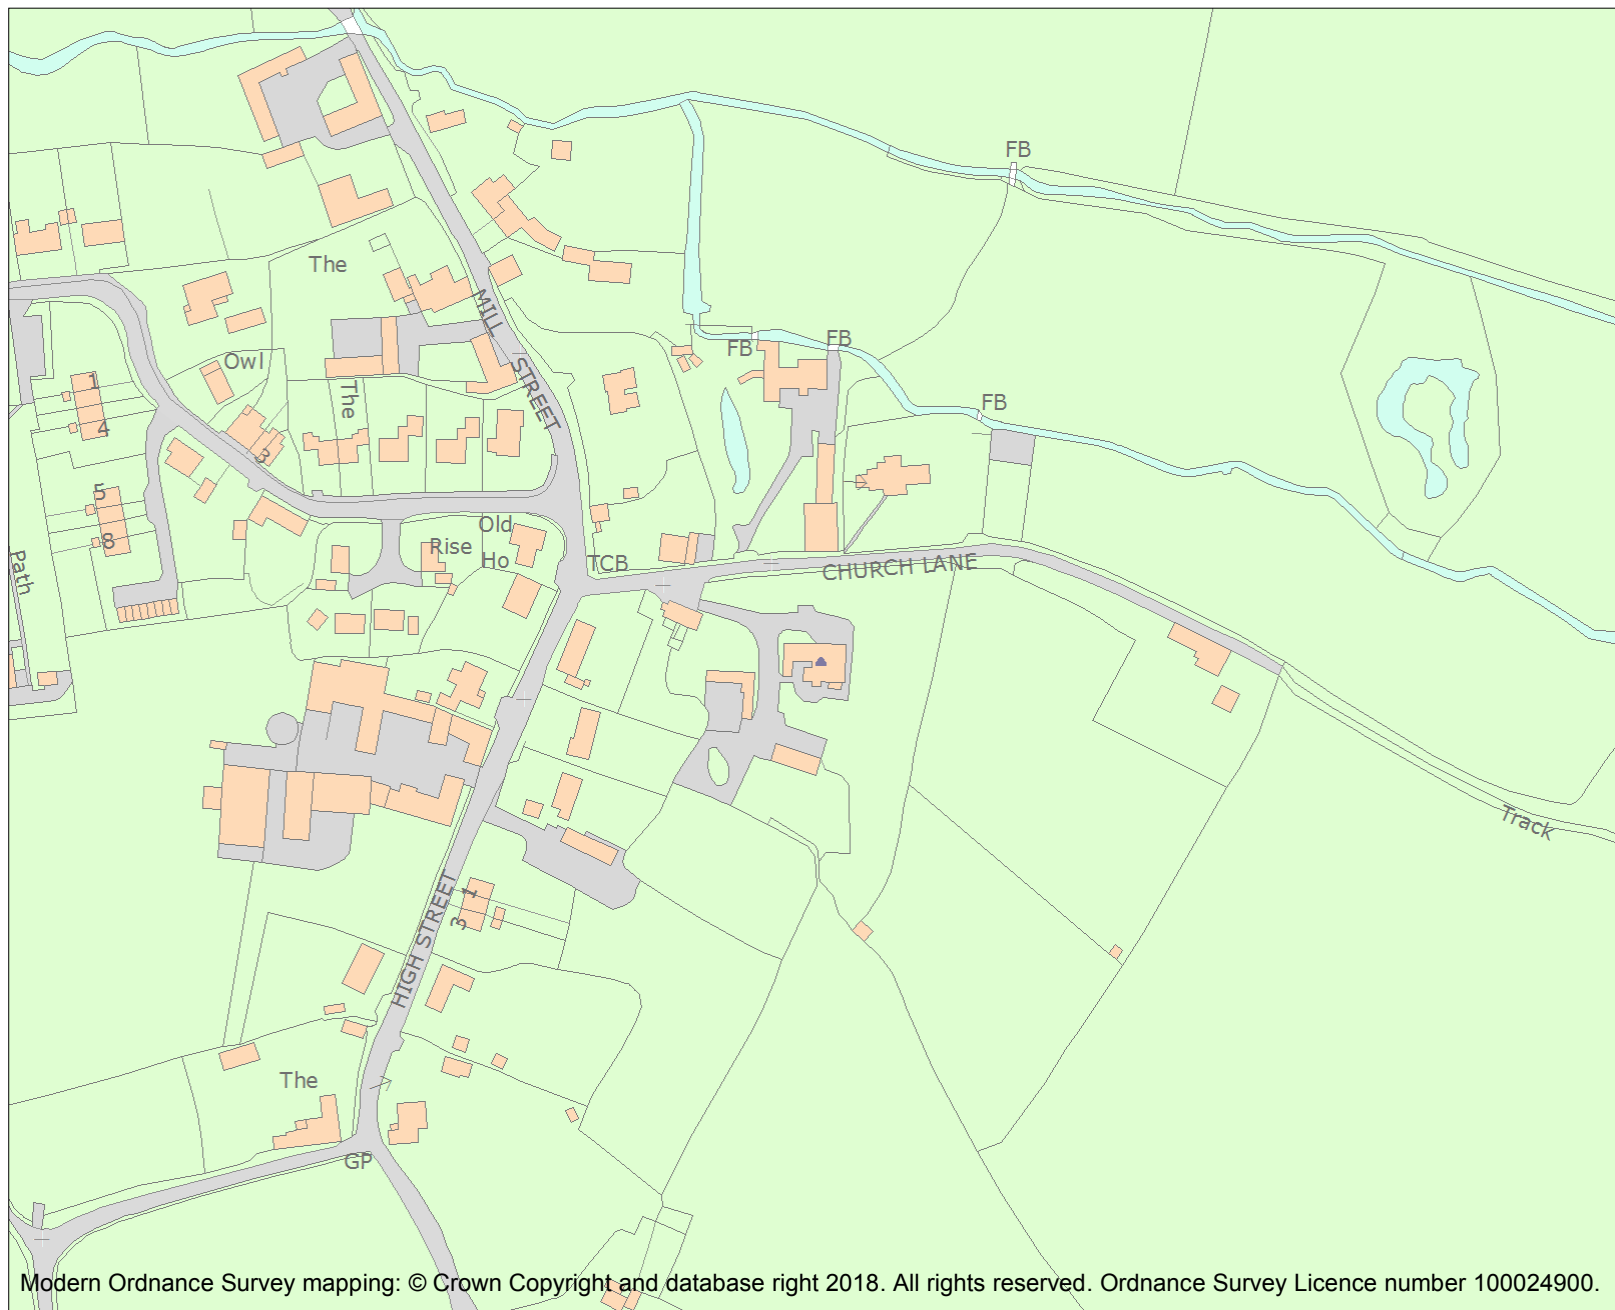 FB
The
MILL
STREET
FB
FB
Owl
The
1
4
FB
3
5
8
Old
Rise
Ho
TCB
CHURCH LANE
Path
Track
1
3
HIGH STREET
The
GP
Modern Ordnance Survey mapping: © Crown Copyright and database right 2018. All rights reserved. Ordnance Survey Licence number 100024900.